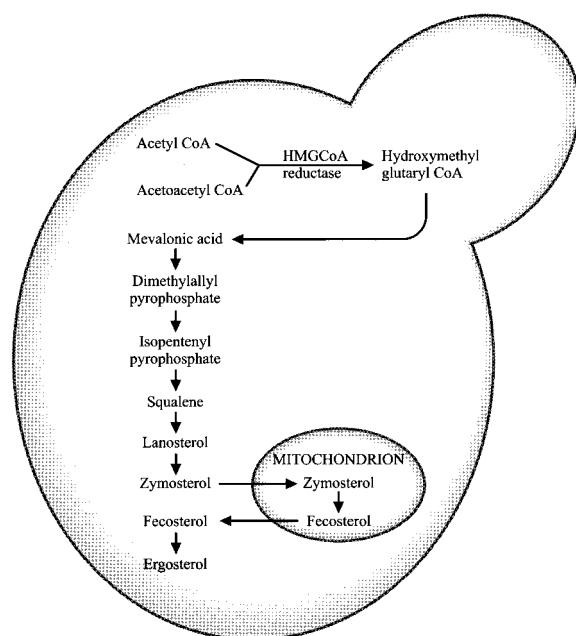 Acetyl CoA
HMGCoA
reductase
Hydroxymethyl
glutaryl CoA
Acetoacetyl CoA
Mevalonic acid
Dimethylallyl
pyrophosphate
Isopentenyl
pyrophosphate
Squalene
Lanosterol
MITOCHONDRION
Zymosterol
Zymosterol
Fecosterol
Fecosterol
Ergosterol